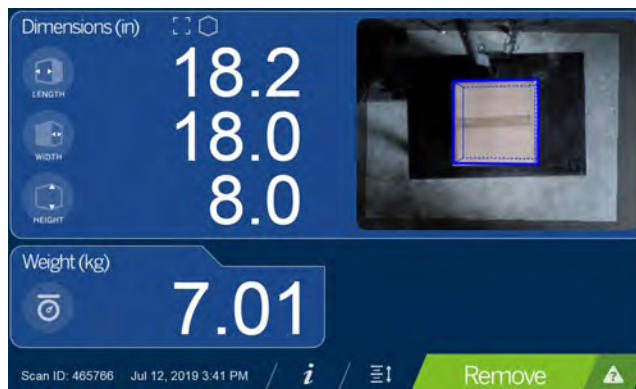 Dimensions (in)
LENGTH
18.2
WIDTH
18.0
HEIGHT
8.0
Weight (kg)
7.01
Scan ID: 465766 Jul 12, 2019 3:41 PM i Remove